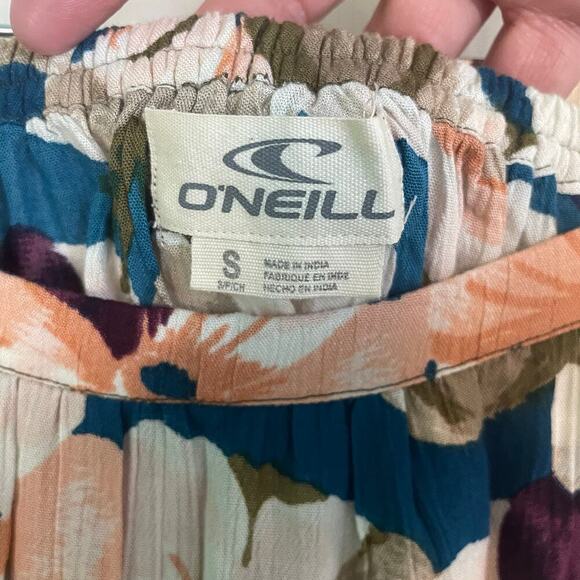 O'NEILL
S
S/P/CH
MADE IN INDIA
FABRIQUÉ EN INDE
HECHO EN INDIA